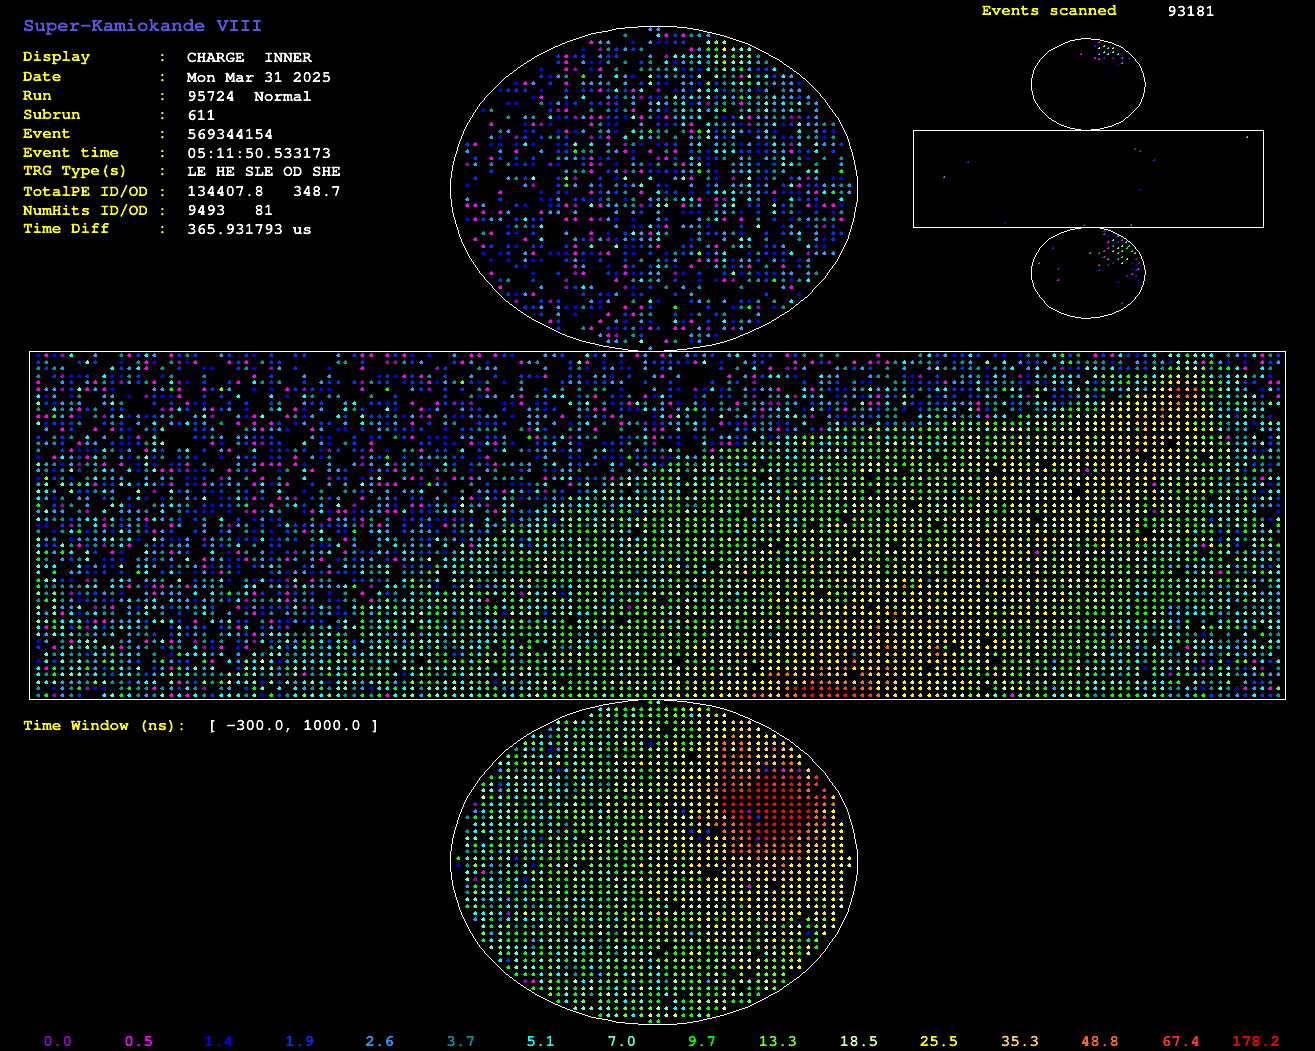 Super-Kamiokande VIII
Display : CHARGE INNER
Date : Mon Mar 31 2025
Run : 95724 Normal
Subrun : 611
Event : 569344154
Event time : 05:11:50.533173
TRG Type(s) : LE HE SLE OD SHE
TotalPE ID/OD : 134407.8 348.7
NumHits ID/OD : 9493 81
Time Diff : 365.931793 us
Events scanned 93181
Time Window (ns): [ -300.0, 1000.0 ]
0.0 0.5 1.4 1.9 2.6 3.7 5.1 7.0 9.7 13.3 18.5 25.5 35.3 48.8 67.4 178.2